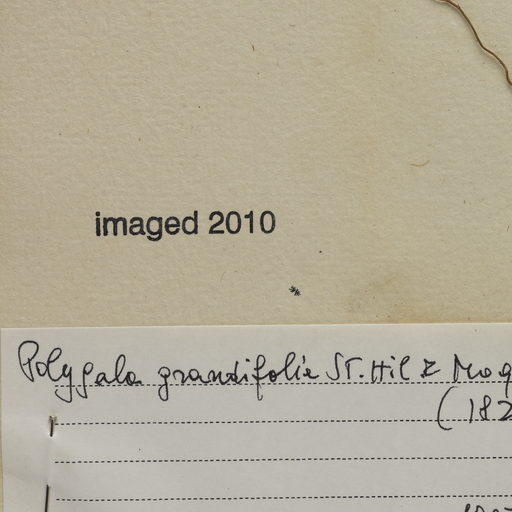 imaged 2010
Polygala grandifolia ST. Hil & Moq
(182